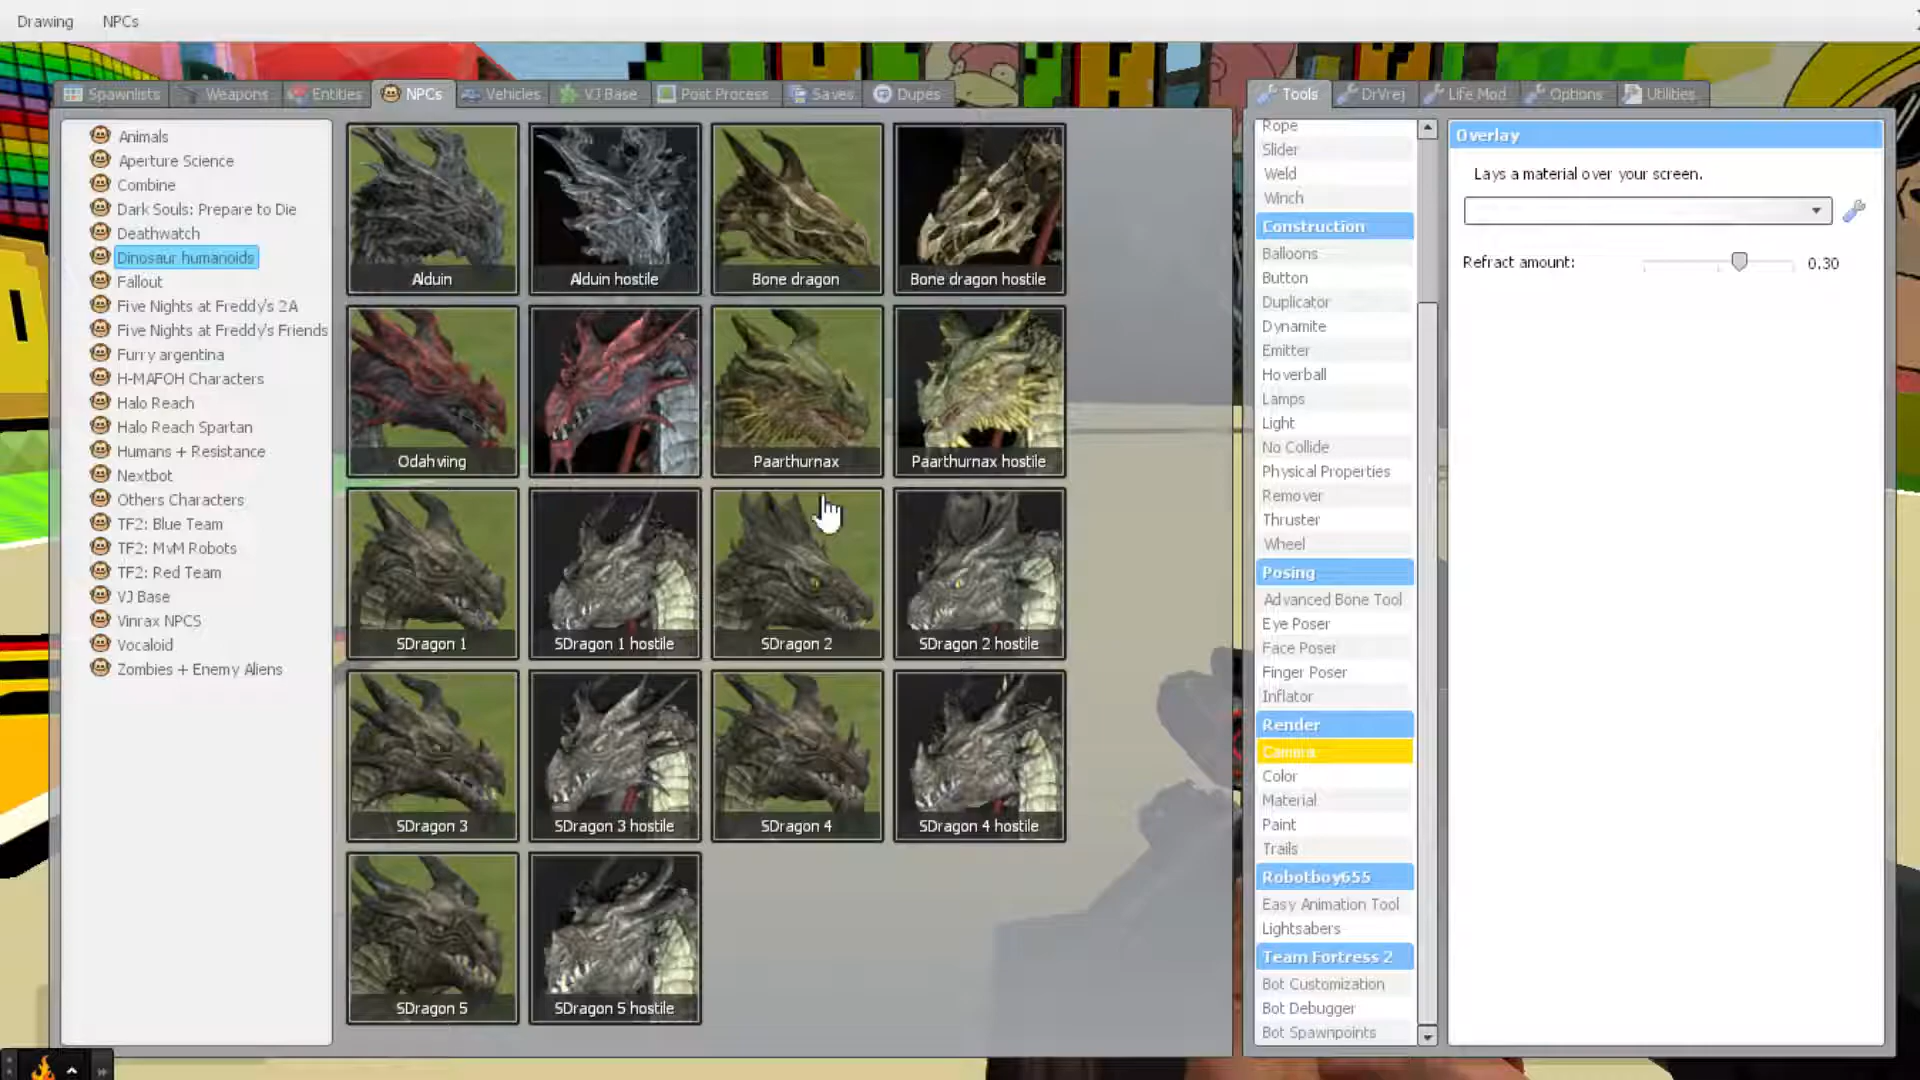 Drawing NPCs
Spawnlists Weapons Entities NPCs Vehicles VJ Base Post Process Saves Dupes
Animals
Aperture Science
Combine
Dark Souls: Prepare to Die
Deathwatch
Dinosaur humanoids
Fallout
Five Nights at Freddy's 2A
Five Nights at Freddy's Friends
Furry argentina
H-MAFOH Characters
Halo Reach
Halo Reach Spartan
Humans + Resistance
Nextbot
Others Characters
TF2: Blue Team
TF2: MvM Robots
TF2: Red Team
VJ Base
Vinrax NPCS
Vocaloid
Zombies + Enemy Aliens
Alduin Alduin hostile Bone dragon Bone dragon hostile
Odahviing Paarthurnax Paarthurnax hostile
SDragon 1 SDragon 1 hostile SDragon 2 SDragon 2 hostile
SDragon 3 SDragon 3 hostile SDragon 4 SDragon 4 hostile
SDragon 5 SDragon 5 hostile
Tools DrVrej Life Mod Options Utilities
Rope
Slider
Weld
Winch
Construction
Balloons
Button
Duplicator
Dynamite
Emitter
Hoverball
Lamps
Light
No Collide
Physical Properties
Remover
Thruster
Wheel
Posing
Advanced Bone Tool
Eye Poser
Face Poser
Finger Poser
Inflator
Render
Camera
Color
Material
Paint
Trails
Robotboy655
Easy Animation Tool
Lightsabers
Team Fortress 2
Bot Customization
Bot Debugger
Bot Spawnpoints
Overlay
Lays a material over your screen.
Refract amount: 0.30